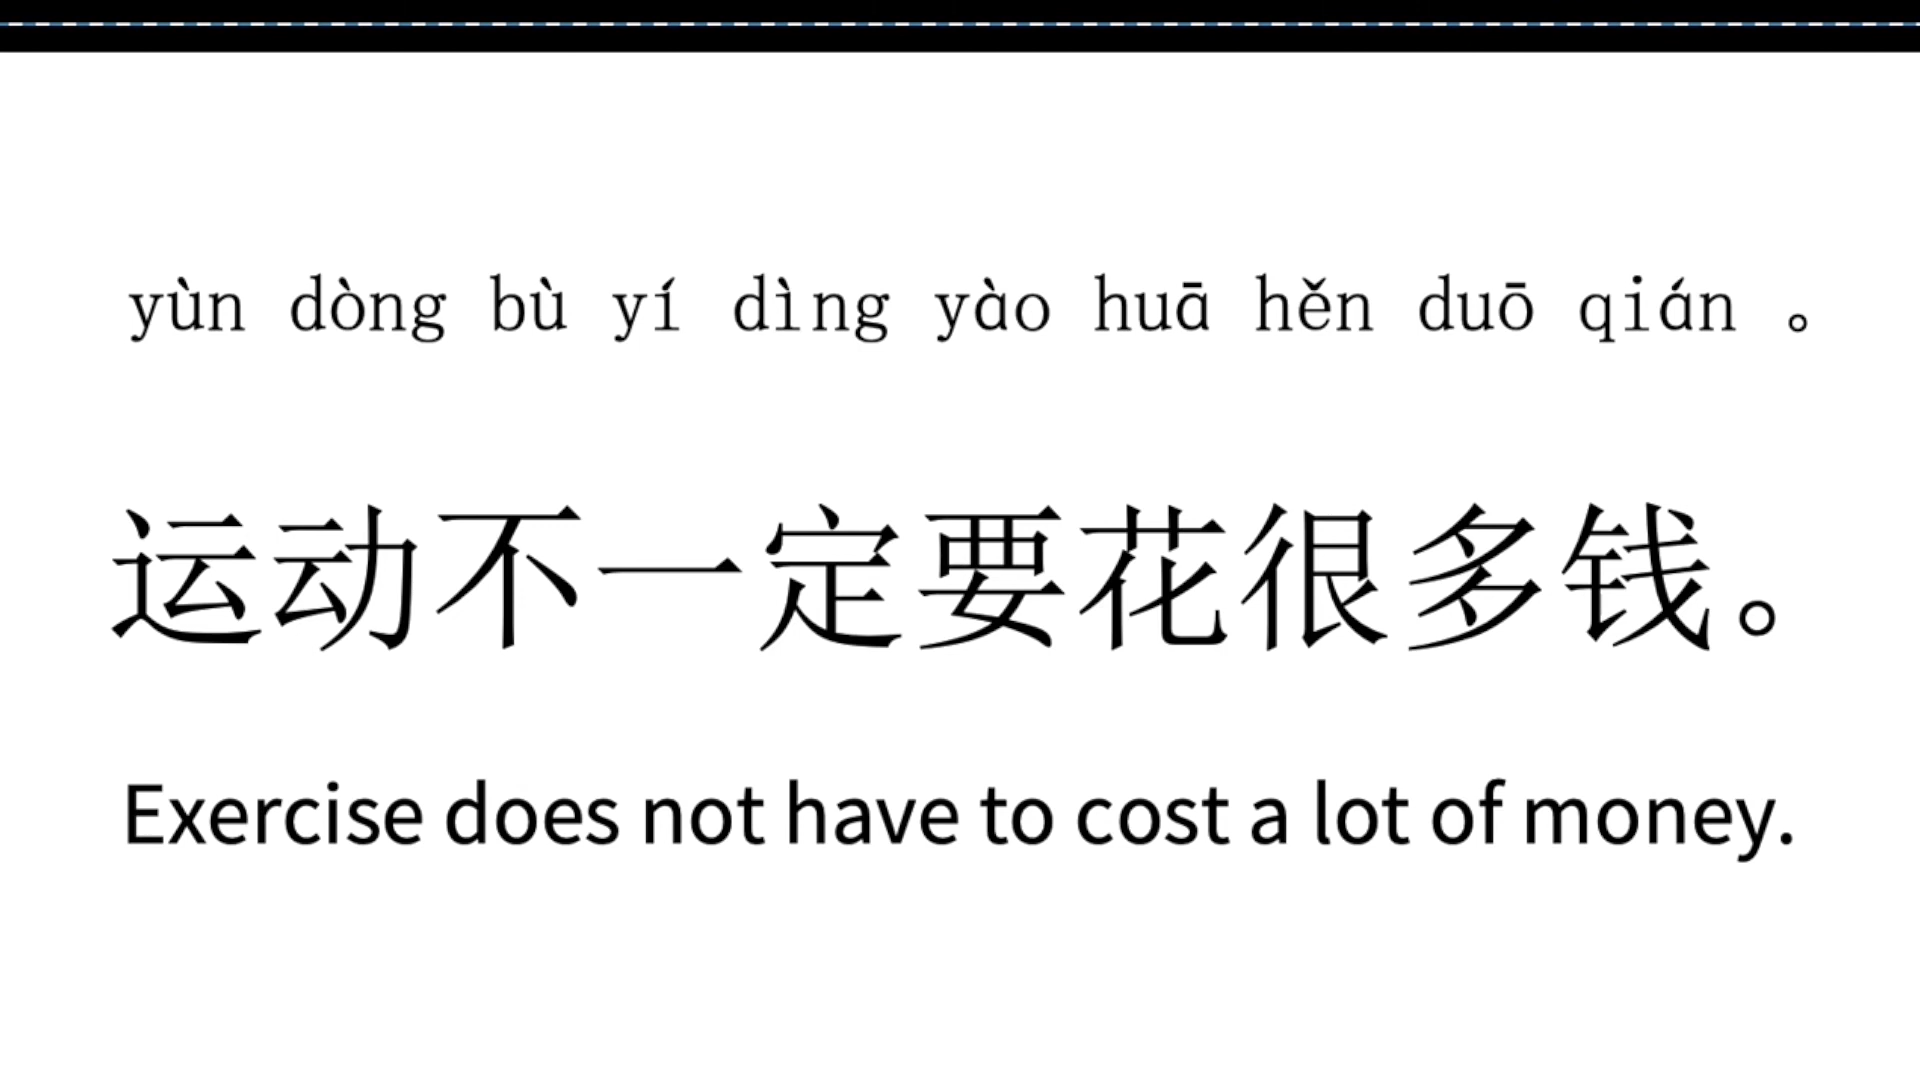 yùn dòng bù yí dìng yào huā hěn duō qián 。
运动不一定要花很多钱。
Exercise does not have to cost a lot of money.